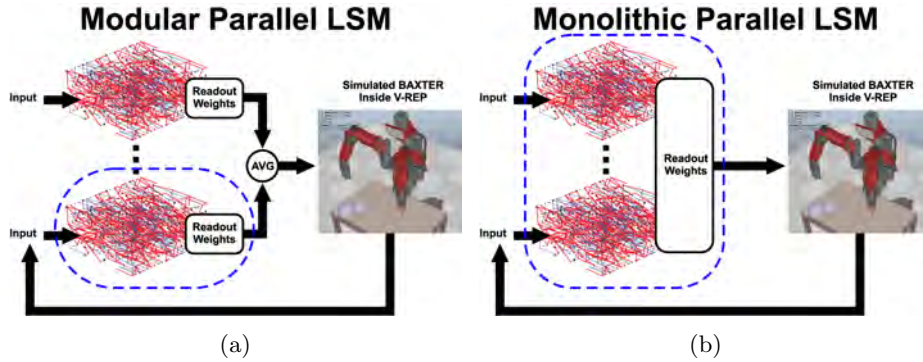 Modular Parallel LSM
Input
Readout
Weights
AVG
Input
Readout
Weights
Simulated BAXTER
Inside V-REP
(a)
Monolithic Parallel LSM
Input
Input
Readout
Weights
Simulated BAXTER
Inside V-REP
(b)